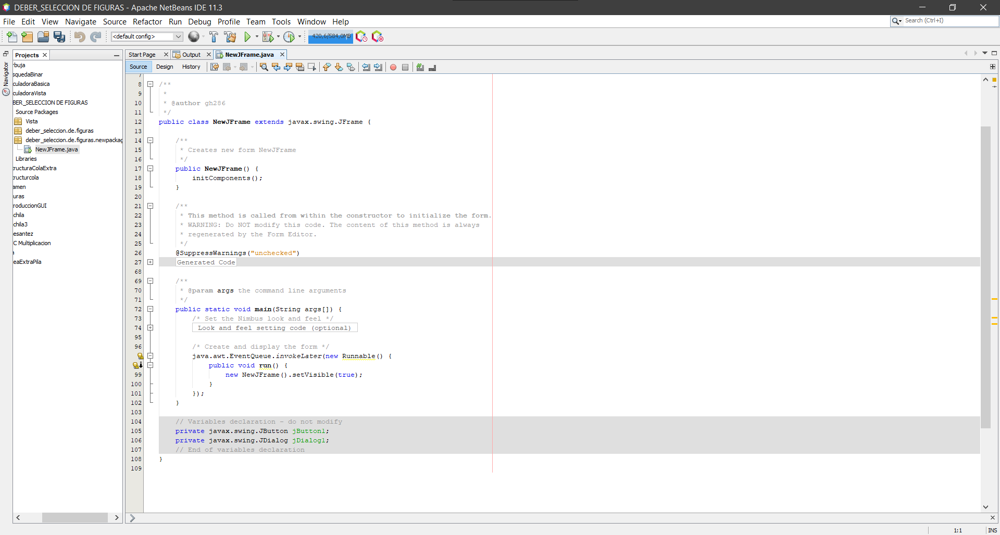 DEBER_SELECCION DE FIGURAS - Apache NetBeans IDE 11.3
File Edit View Navigate Source Refactor Run Debug Profile Team Tools Window Help
Search (Ctrl+I)
<default config>
420,6/584,0MB
Projects
Start Page
Output
NewJFrame.java
Navigator
Source Design History
rbuja
squedaBinar
culadoraBasica
culadoraVista
BER_SELECCION DE FIGURAS
Source Packages
Vista
deber_seleccion.de.figuras
deber_seleccion.de.figuras.newpackag
NewJFrame.java
Libraries
ructuraColaExtra
ructurcola
amen
uras
roduccionGUI
chila
chila3
esantez
C Multiplicacion
a
eaExtraPila
7
8 /**
9 *
10 * @author gh286
11 */
12 public class NewJFrame extends javax.swing.JFrame {
13
14 /**
15 * Creates new form NewJFrame
16 */
17 public NewJFrame() {
18 initComponents();
19 }
20
21 /**
22 * This method is called from within the constructor to initialize the form.
23 * WARNING: Do NOT modify this code. The content of this method is always
24 * regenerated by the Form Editor.
25 */
26 @SuppressWarnings("unchecked")
27 Generated Code
68
69 /**
70 * @param args the command line arguments
71 */
72 public static void main(String args[]) {
73 /* Set the Nimbus look and feel */
74 Look and feel setting code (optional)
95
96 /* Create and display the form */
java.awt.EventQueue.invokeLater(new Runnable() {
public void run() {
99 new NewJFrame().setVisible(true);
100 }
101 });
102 }
103
104 // Variables declaration - do not modify
105 private javax.swing.JButton jButton1;
106 private javax.swing.JDialog jDialog1;
107 // End of variables declaration
108 }
109
1:1 INS